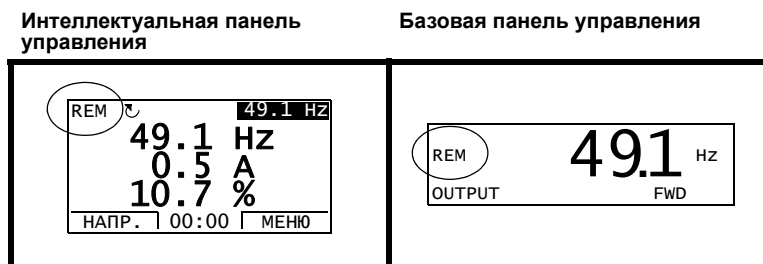 Интеллектуальная панель
управления
Базовая панель управления
REM ↻ 49.1 Hz
49.1 Hz
0.5 A
10.7 %
НАПР. 00:00 МЕНЮ
REM 49.1 Hz
OUTPUT FWD